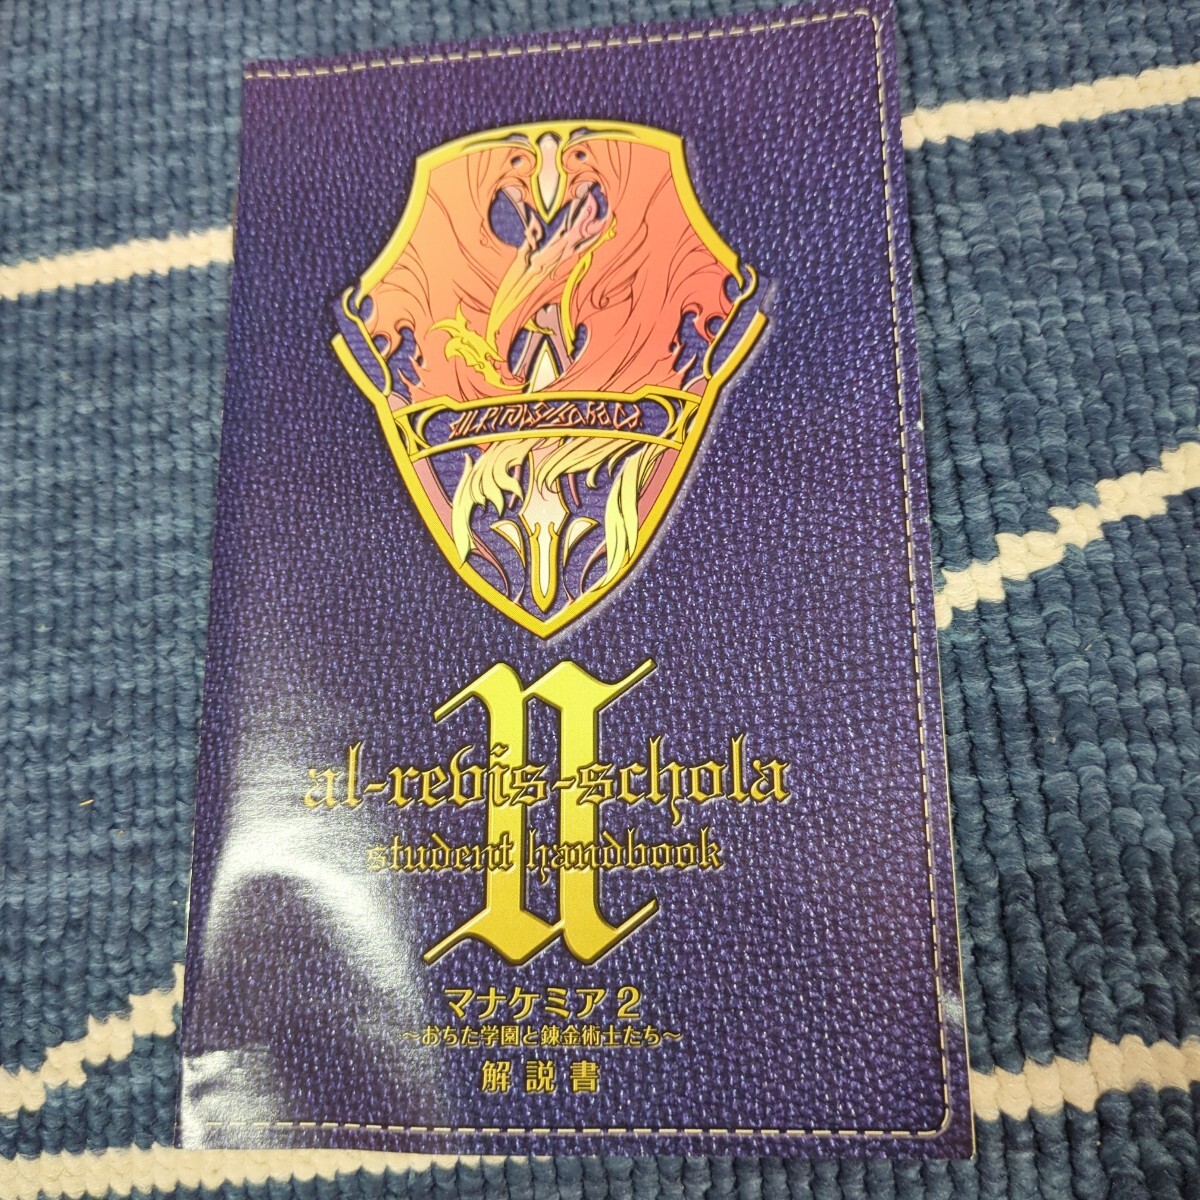 II
al-revis-schola
student handbook
マナケミア2
～おちた学園と錬金術士たち～
解説書